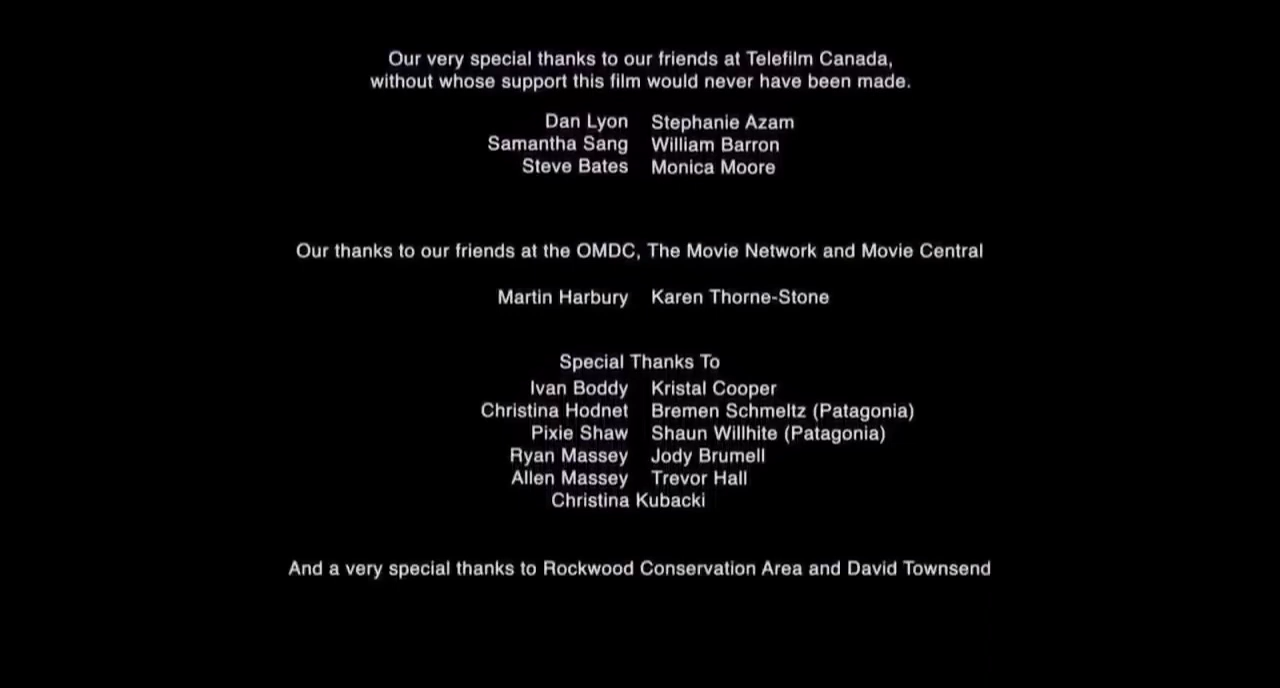 Our very special thanks to our friends at Telefilm Canada,
without whose support this film would never have been made.
Dan Lyon Stephanie Azam
Samantha Sang William Barron
Steve Bates Monica Moore
Our thanks to our friends at the OMDC, The Movie Network and Movie Central
Martin Harbury Karen Thorne-Stone
Special Thanks To
Ivan Boddy Kristal Cooper
Christina Hodnet Bremen Schmeltz (Patagonia)
Pixie Shaw Shaun Willhite (Patagonia)
Ryan Massey Jody Brumell
Allen Massey Trevor Hall
Christina Kubacki
And a very special thanks to Rockwood Conservation Area and David Townsend